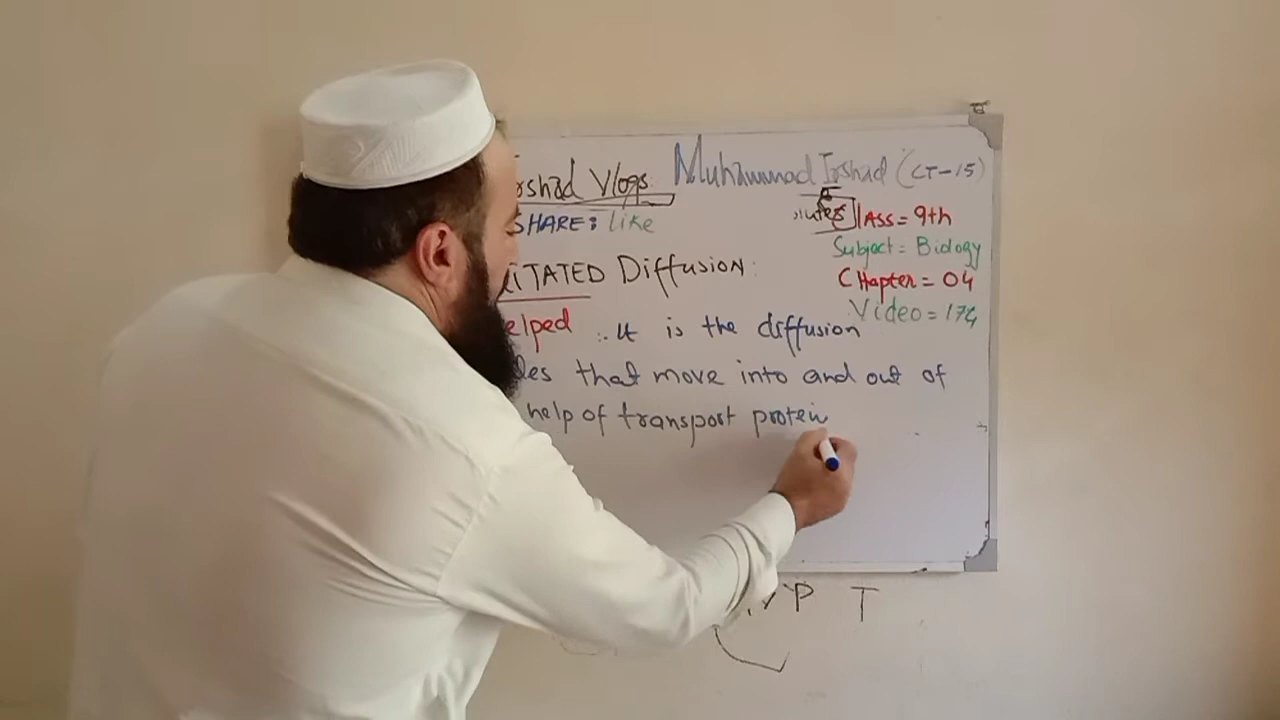 rshad Vlogs Muhammad Irshad (CT-15)
SHARE: like
Class = 9th
Subject = Biology
CHapter = 04
Video = 174
ITATED Diffusion:
elped :. It is the diffusion
les that move into and out of
help of transport protein
P T